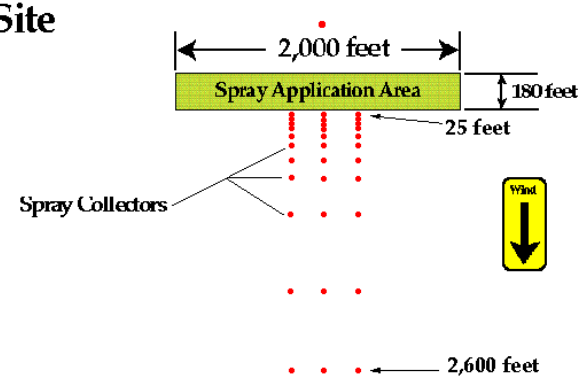 Site
2,000 feet
Spray Application Area
180 feet
25 feet
Spray Collectors
Wind
2,600 feet